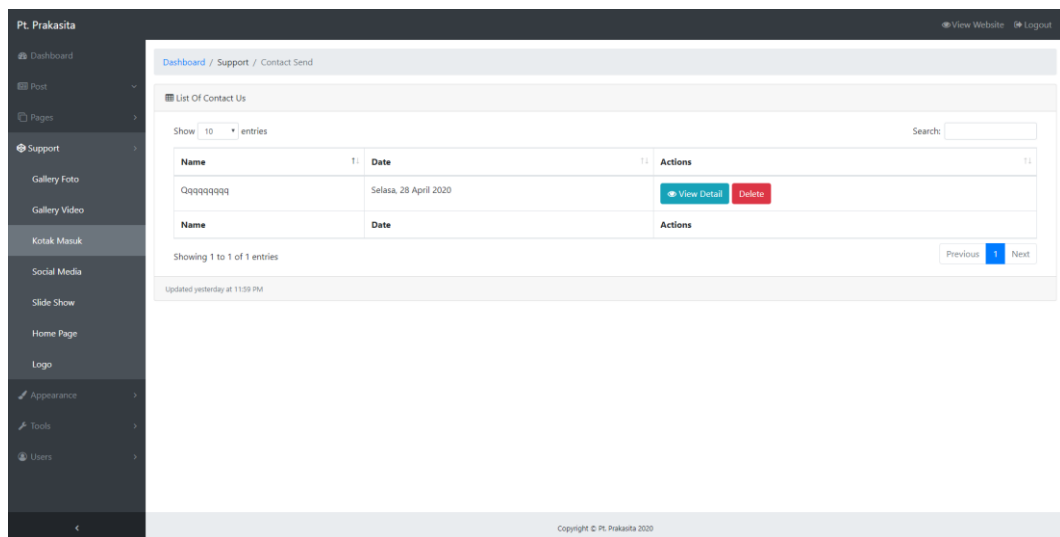 Pt. Prakasita
View Website Logout
Dashboard
Post
Pages
Support
Gallery Foto
Gallery Video
Kotak Masuk
Social Media
Slide Show
Home Page
Logo
Appearance
Tools
Users
Dashboard / Support / Contact Send
List Of Contact Us
Show 10 entries
Search:
Name Date Actions
Qqqqqqqqq Selasa, 28 April 2020 View Detail Delete
Name Date Actions
Showing 1 to 1 of 1 entries
Previous 1 Next
Updated yesterday at 11:59 PM
Copyright © Pt. Prakasita 2020